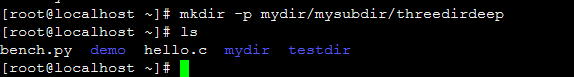 [root@localhost ~]# mkdir -p mydir/mysubdir/threedirdeep
[root@localhost ~]# ls
bench.py  demo  hello.c  mydir  testdir
[root@localhost ~]#